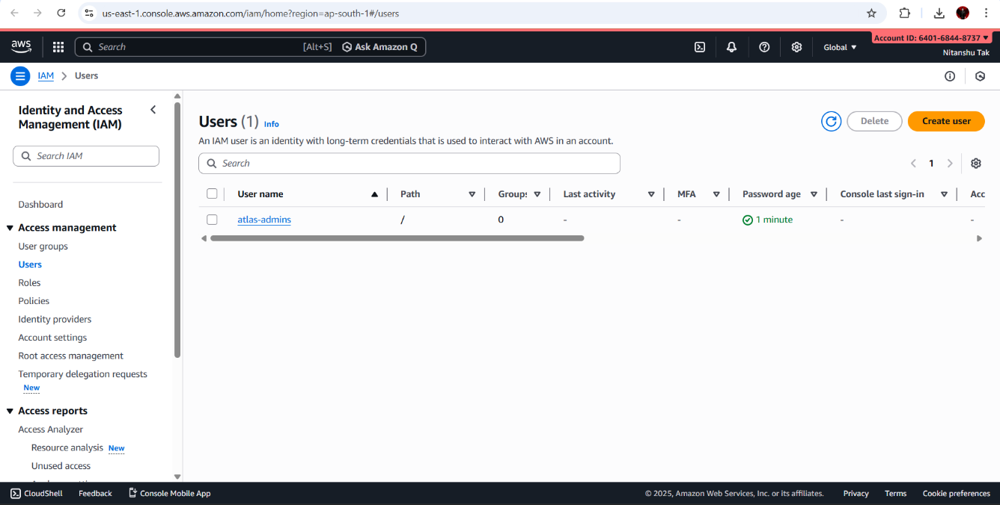 us-east-1.console.aws.amazon.com/iam/home?region=ap-south-1#/users
aws
Search
[Alt+S]
Ask Amazon Q
Global
Account ID: 6401-6844-8737
Nitanshu Tak
IAM
Users
Identity and Access
Management (IAM)
Search IAM
Dashboard
Access management
User groups
Users
Roles
Policies
Identity providers
Account settings
Root access management
Temporary delegation requests
New
Access reports
Access Analyzer
Resource analysis New
Unused access
Users (1) Info
Delete
Create user
An IAM user is an identity with long-term credentials that is used to interact with AWS in an account.
Search
1
User name
Path
Group:
Last activity
MFA
Password age
Console last sign-in
Acc
atlas-admins
/
0
-
-
1 minute
-
-
CloudShell
Feedback
Console Mobile App
© 2025, Amazon Web Services, Inc. or its affiliates.
Privacy
Terms
Cookie preferences